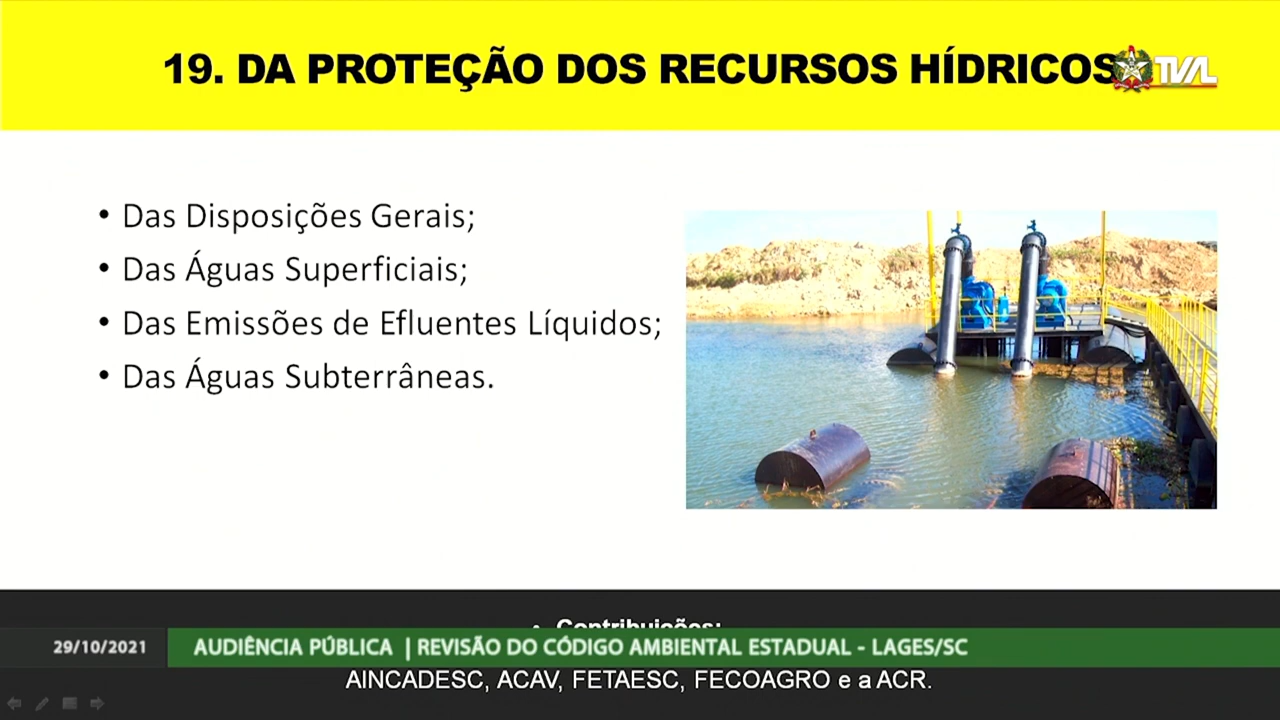 19. DA PROTEÇÃO DOS RECURSOS HÍDRICOS
TVAL
• Das Disposições Gerais;
• Das Águas Superficiais;
• Das Emissões de Efluentes Líquidos;
• Das Águas Subterrâneas.
• Contribuições:
29/10/2021
AUDIÊNCIA PÚBLICA | REVISÃO DO CÓDIGO AMBIENTAL ESTADUAL - LAGES/SC
AINCADESC, ACAV, FETAESC, FECOAGRO e a ACR.